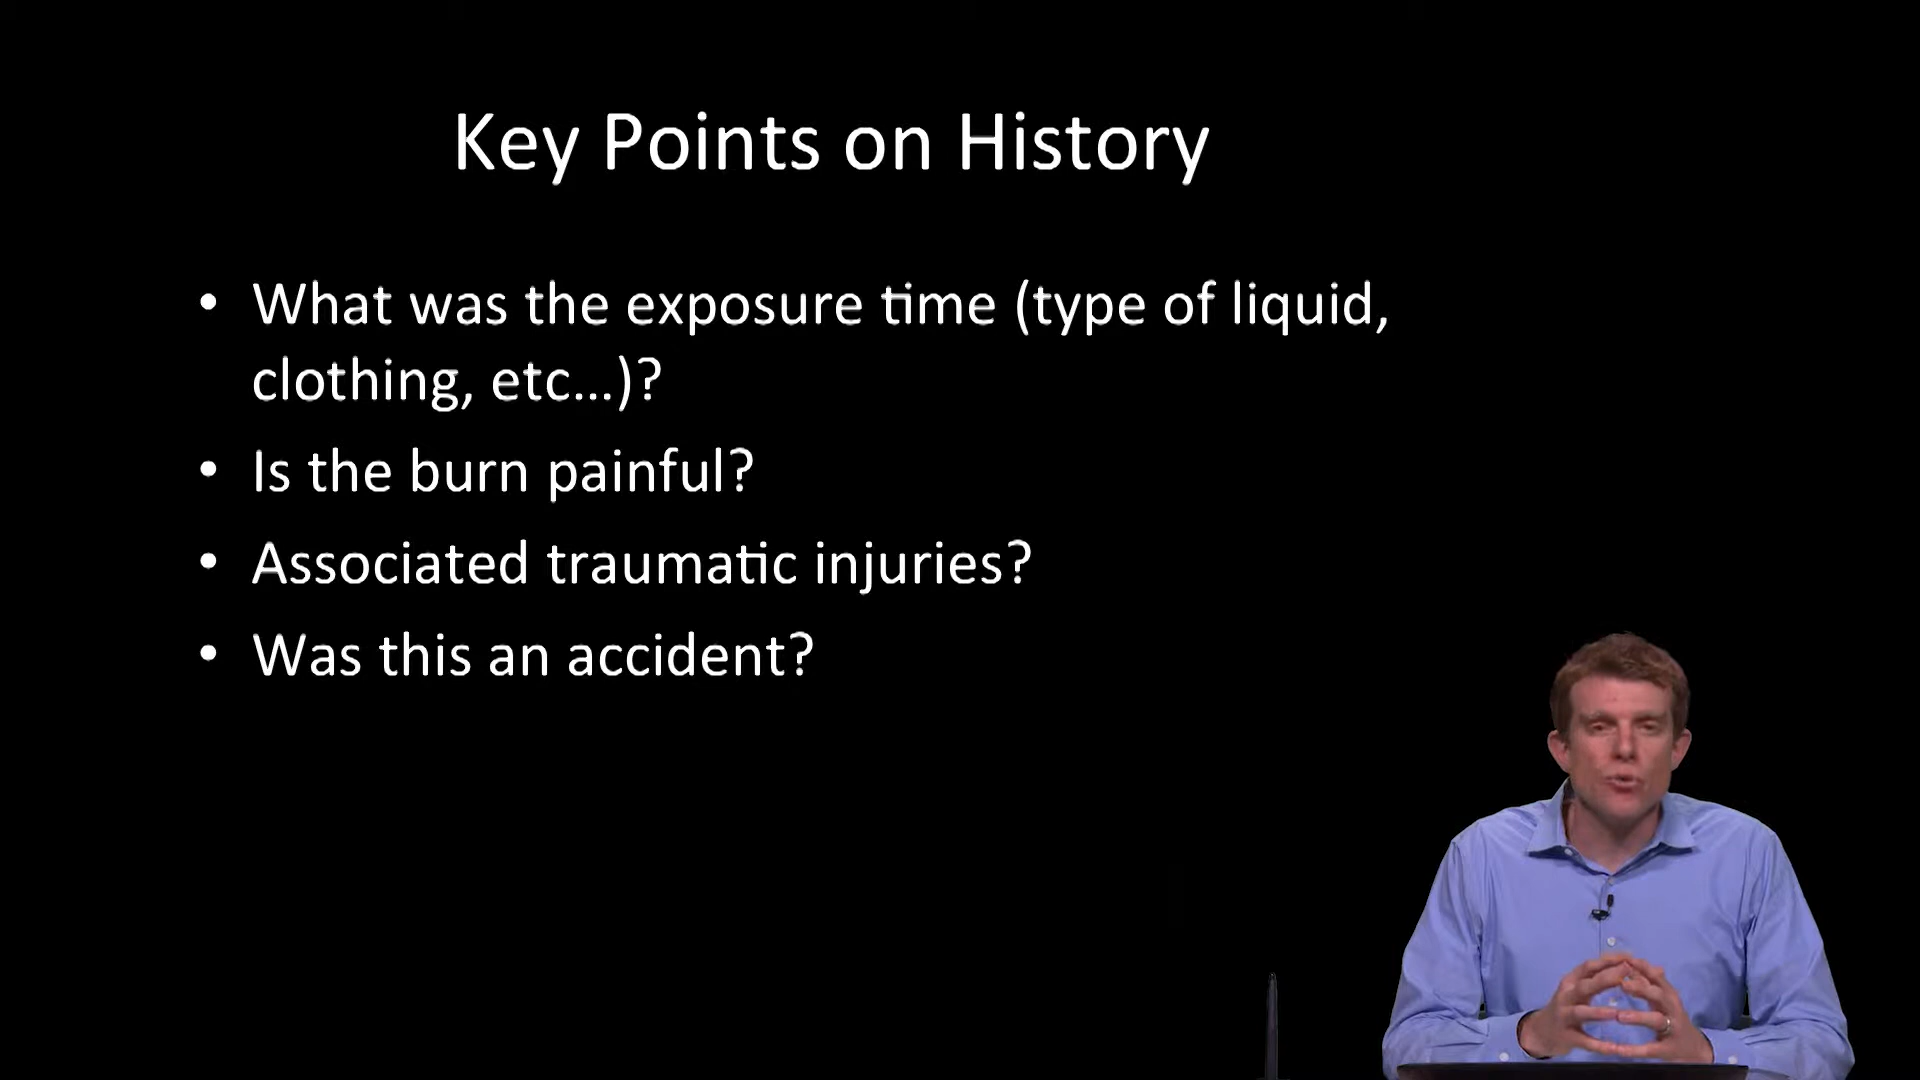 Key Points on History
• What was the exposure time (type of liquid,
clothing, etc...)?
• Is the burn painful?
• Associated traumatic injuries?
• Was this an accident?